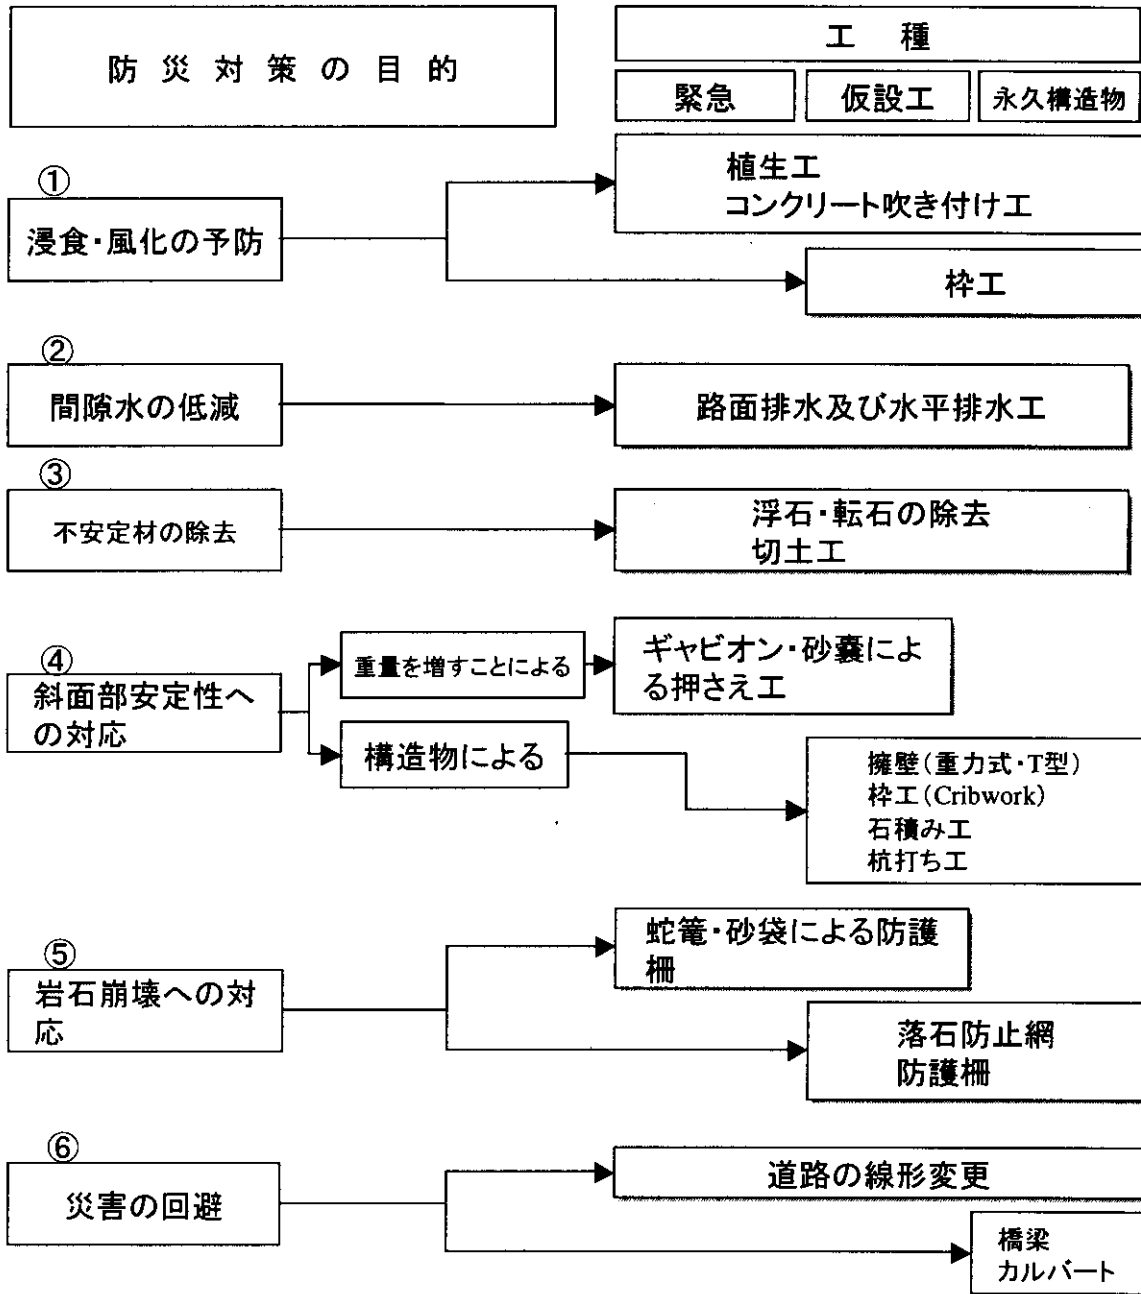 防災対策の目的
工種
緊急
仮設工
永久構造物
①
浸食・風化の予防
植生工
コンクリート吹き付け工
枠工
②
間隙水の低減
路面排水及び水平排水工
③
不安定材の除去
浮石・転石の除去
切土工
④
斜面部安定性へ
の対応
重量を増すことによる
ギャビオン・砂嚢によ
る押さえ工
構造物による
擁壁(重力式・T型)
枠工(Cribwork)
石積み工
杭打ち工
⑤
岩石崩壊への対
応
蛇篭・砂袋による防護
柵
落石防止網
防護柵
⑥
災害の回避
道路の線形変更
橋梁
カルバート